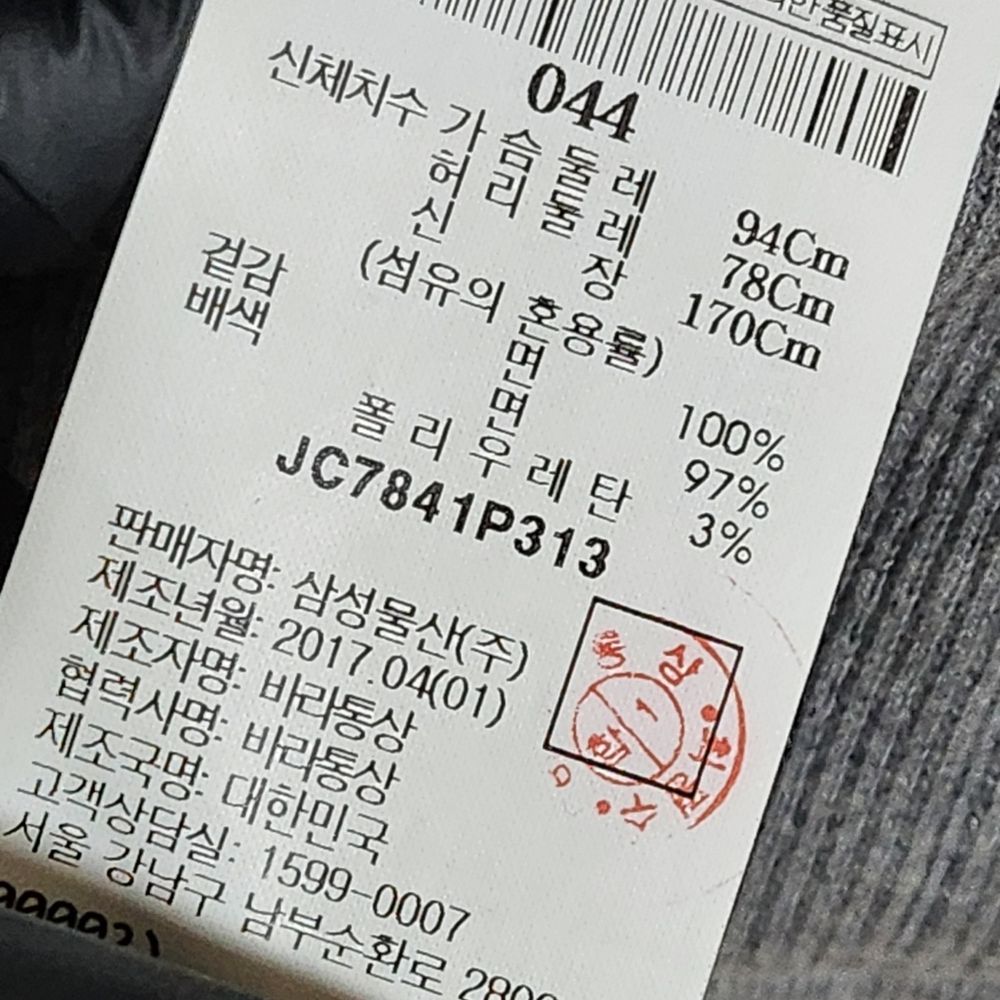 품질표시
044
신체치수 가슴둘레 94Cm
허리둘레 78Cm
신장 170Cm
(섬유의 혼용률)
겉감 면 100%
배색 면 97%
폴리우레탄 3%
JC7841P313
판매자명: 삼성물산(주)
제조년월: 2017.04(01)
제조자명: 바라통상
협력사명: 바라통상
제조국명: 대한민국
고객상담실: 1599-0007
서울 강남구 남부순환로